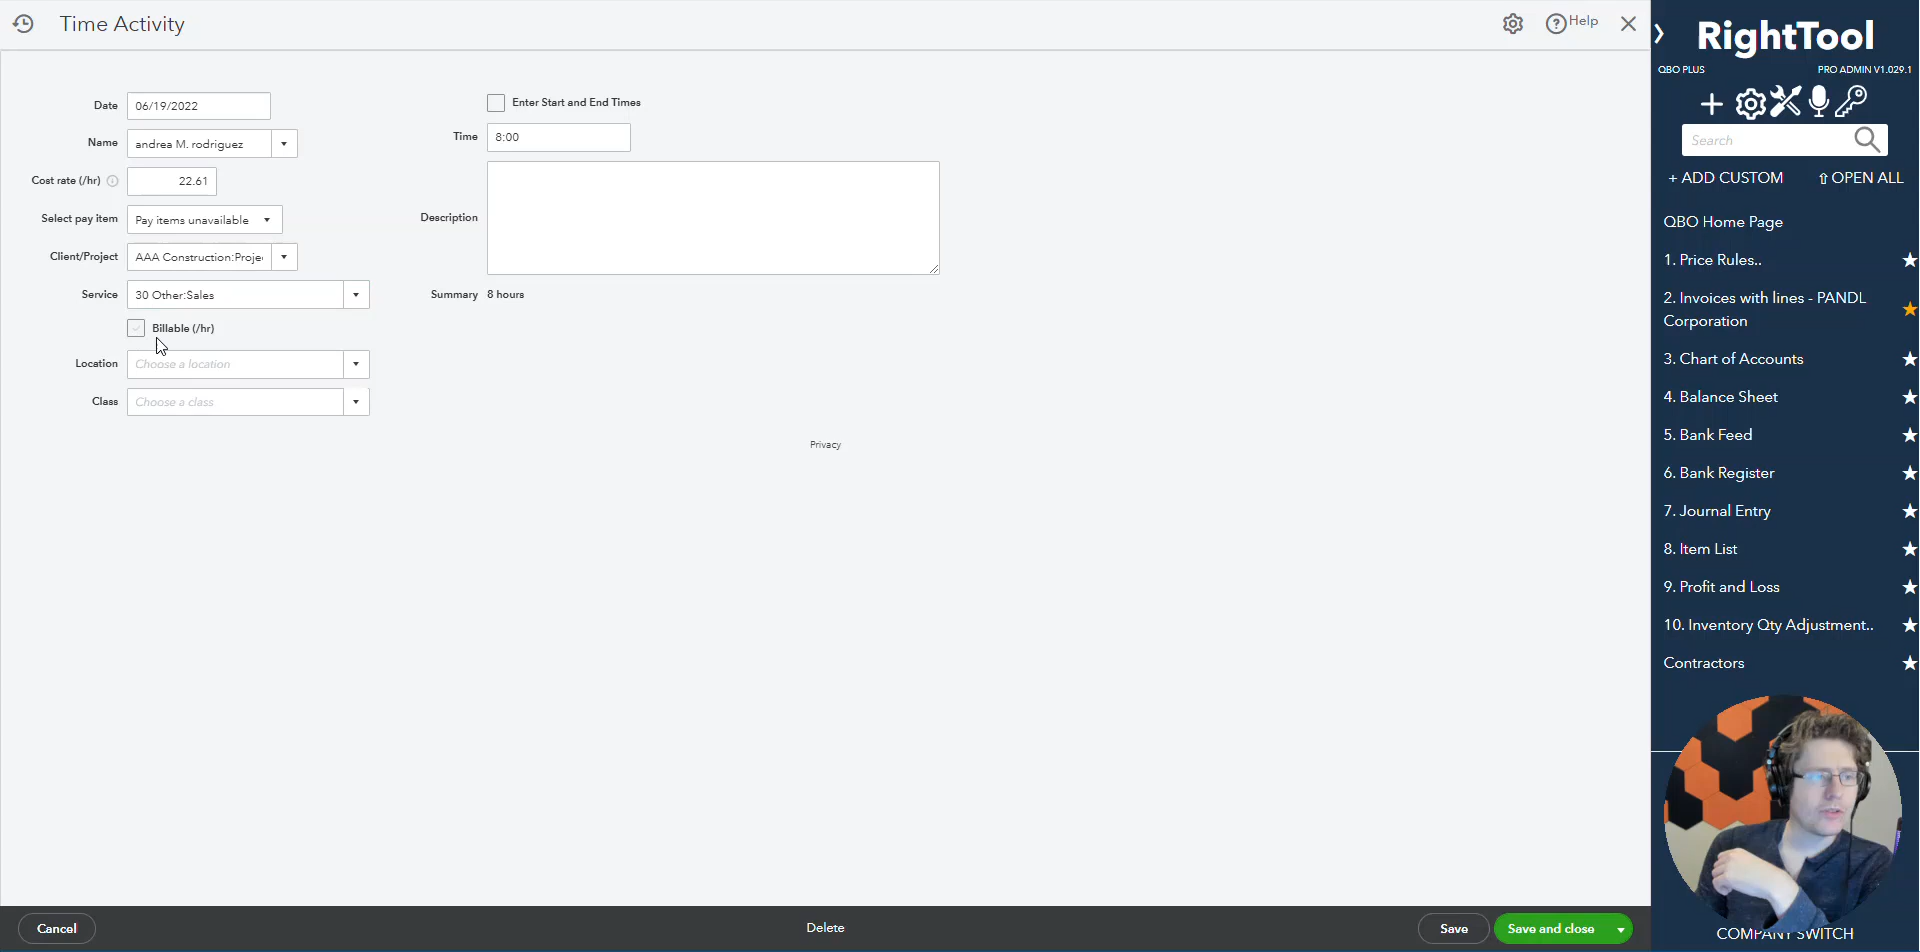 Time Activity
Help
Date 06/19/2022
Name andrea M. rodriguez
Cost rate (/hr) 22.61
Select pay item Pay items unavailable
Client/Project AAA Construction:Proje
Service 30 Other:Sales
Billable (/hr)
Location Choose a location
Class Choose a class
Enter Start and End Times
Time 8:00
Description
Summary 8 hours
Privacy
Cancel
Delete
Save
Save and close
RightTool
QBO PLUS
PRO ADMIN V1.029.1
Search
+ ADD CUSTOM
⇧ OPEN ALL
QBO Home Page
1. Price Rules..
2. Invoices with lines - PANDL
Corporation
3. Chart of Accounts
4. Balance Sheet
5. Bank Feed
6. Bank Register
7. Journal Entry
8. Item List
9. Profit and Loss
10. Inventory Qty Adjustment..
Contractors
COMPANY SWITCH